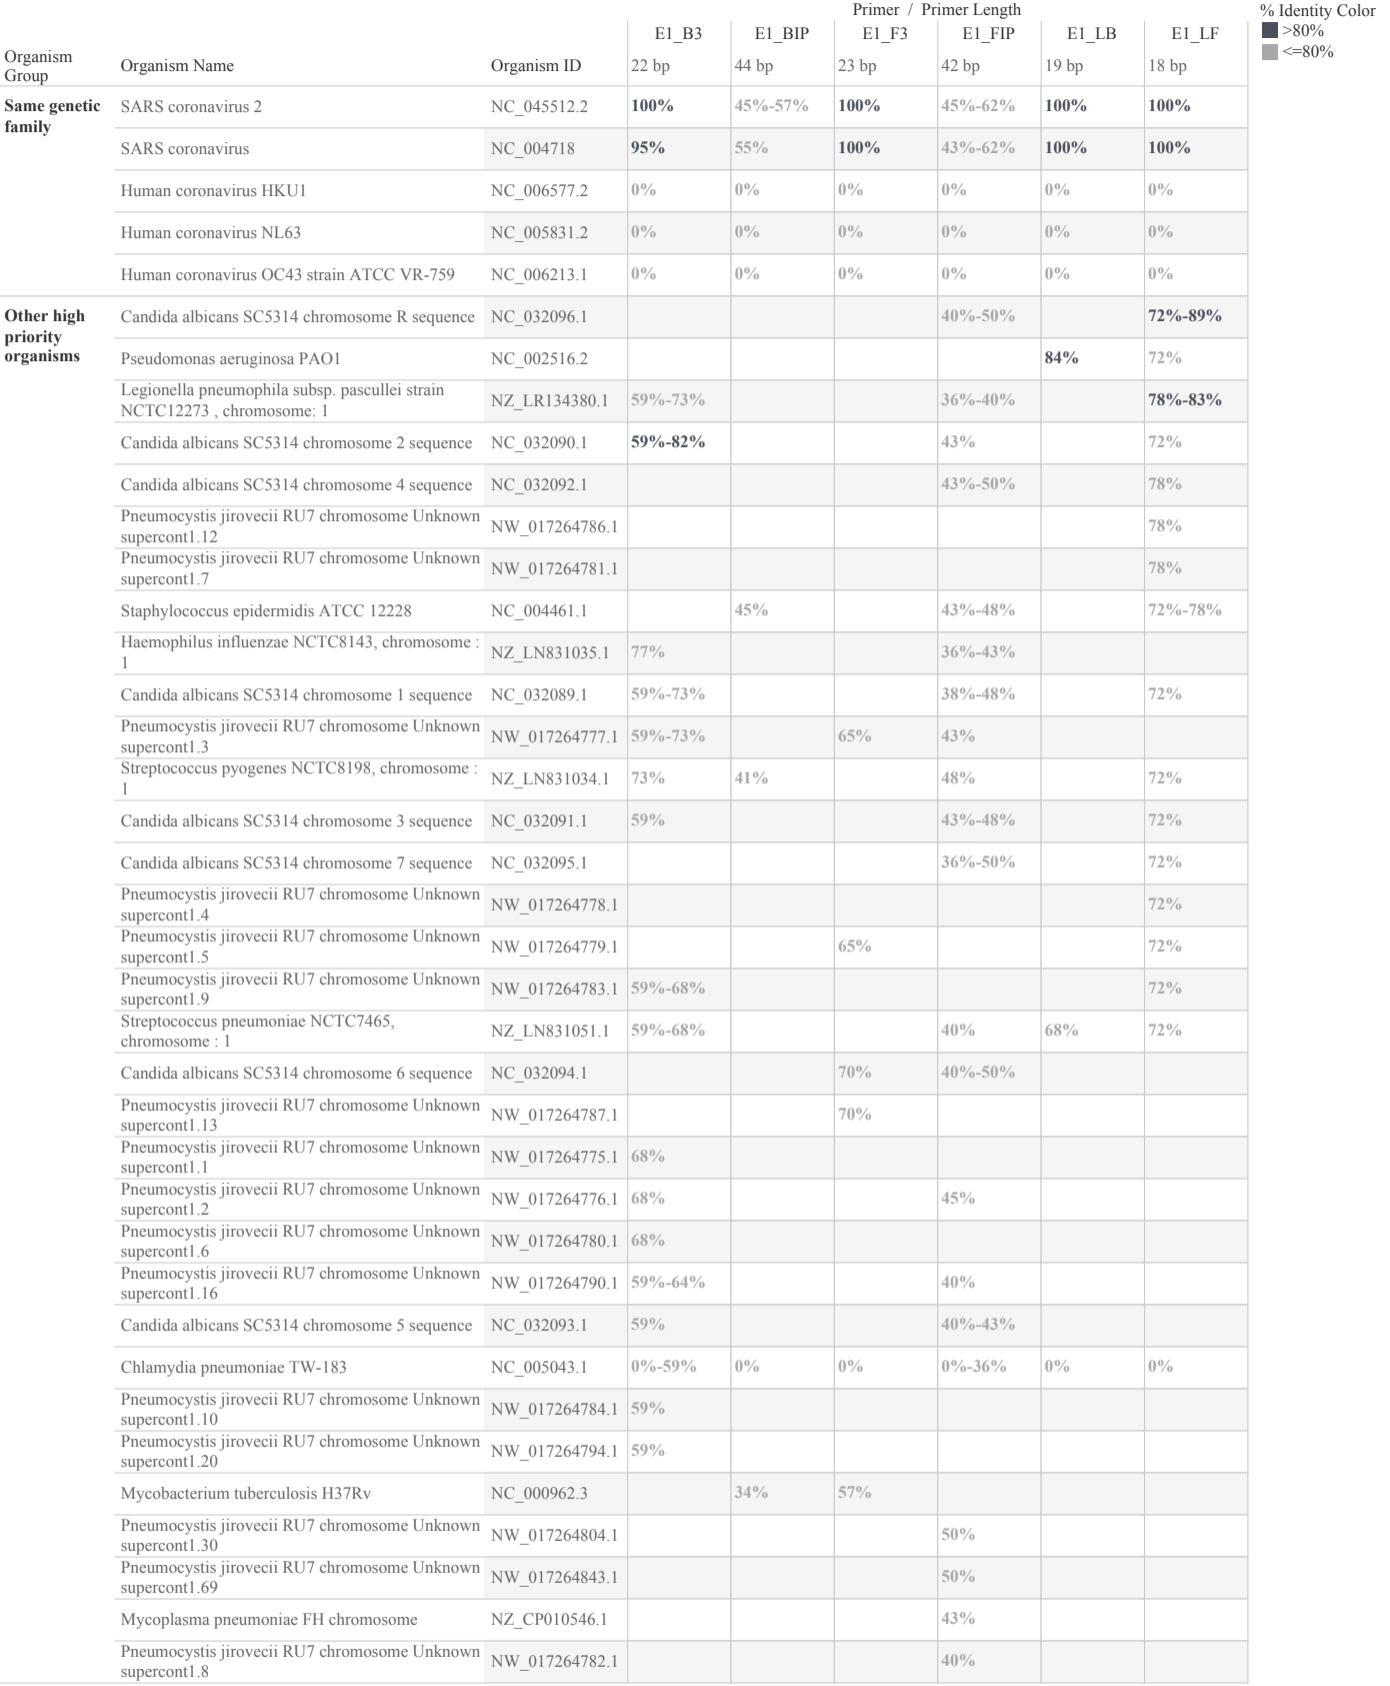 Primer / Primer Length
% Identity Color
E1_B3 E1_BIP E1_F3 E1_FIP E1_LB E1_LF
>80%
<=80%
Organism
Group
Organism Name Organism ID 22 bp 44 bp 23 bp 42 bp 19 bp 18 bp
Same genetic
family
SARS coronavirus 2 NC_045512.2 100% 45%-57% 100% 45%-62% 100% 100%
SARS coronavirus NC_004718 95% 55% 100% 43%-62% 100% 100%
Human coronavirus HKU1 NC_006577.2 0% 0% 0% 0% 0% 0%
Human coronavirus NL63 NC_005831.2 0% 0% 0% 0% 0% 0%
Human coronavirus OC43 strain ATCC VR-759 NC_006213.1 0% 0% 0% 0% 0% 0%
Other high
priority
organisms
Candida albicans SC5314 chromosome R sequence NC_032096.1 40%-50% 72%-89%
Pseudomonas aeruginosa PAO1 NC_002516.2 84% 72%
Legionella pneumophila subsp. pascullei strain
NCTC12273 , chromosome: 1 NZ_LR134380.1 59%-73% 36%-40% 78%-83%
Candida albicans SC5314 chromosome 2 sequence NC_032090.1 59%-82% 43% 72%
Candida albicans SC5314 chromosome 4 sequence NC_032092.1 43%-50% 78%
Pneumocystis jirovecii RU7 chromosome Unknown
supercont1.12 NW_017264786.1 78%
Pneumocystis jirovecii RU7 chromosome Unknown
supercont1.7 NW_017264781.1 78%
Staphylococcus epidermidis ATCC 12228 NC_004461.1 45% 43%-48% 72%-78%
Haemophilus influenzae NCTC8143, chromosome :
1 NZ_LN831035.1 77% 36%-43%
Candida albicans SC5314 chromosome 1 sequence NC_032089.1 59%-73% 38%-48% 72%
Pneumocystis jirovecii RU7 chromosome Unknown
supercont1.3 NW_017264777.1 59%-73% 65% 43%
Streptococcus pyogenes NCTC8198, chromosome :
1 NZ_LN831034.1 73% 41% 48% 72%
Candida albicans SC5314 chromosome 3 sequence NC_032091.1 59% 43%-48% 72%
Candida albicans SC5314 chromosome 7 sequence NC_032095.1 36%-50% 72%
Pneumocystis jirovecii RU7 chromosome Unknown
supercont1.4 NW_017264778.1 72%
Pneumocystis jirovecii RU7 chromosome Unknown
supercont1.5 NW_017264779.1 65% 72%
Pneumocystis jirovecii RU7 chromosome Unknown
supercont1.9 NW_017264783.1 59%-68% 72%
Streptococcus pneumoniae NCTC7465,
chromosome : 1 NZ_LN831051.1 59%-68% 40% 68% 72%
Candida albicans SC5314 chromosome 6 sequence NC_032094.1 70% 40%-50%
Pneumocystis jirovecii RU7 chromosome Unknown
supercont1.13 NW_017264787.1 70%
Pneumocystis jirovecii RU7 chromosome Unknown
supercont1.1 NW_017264775.1 68%
Pneumocystis jirovecii RU7 chromosome Unknown
supercont1.2 NW_017264776.1 68% 45%
Pneumocystis jirovecii RU7 chromosome Unknown
supercont1.6 NW_017264780.1 68%
Pneumocystis jirovecii RU7 chromosome Unknown
supercont1.16 NW_017264790.1 59%-64% 40%
Candida albicans SC5314 chromosome 5 sequence NC_032093.1 59% 40%-43%
Chlamydia pneumoniae TW-183 NC_005043.1 0%-59% 0% 0% 0%-36% 0% 0%
Pneumocystis jirovecii RU7 chromosome Unknown
supercont1.10 NW_017264784.1 59%
Pneumocystis jirovecii RU7 chromosome Unknown
supercont1.20 NW_017264794.1 59%
Mycobacterium tuberculosis H37Rv NC_000962.3 34% 57%
Pneumocystis jirovecii RU7 chromosome Unknown
supercont1.30 NW_017264804.1 50%
Pneumocystis jirovecii RU7 chromosome Unknown
supercont1.69 NW_017264843.1 50%
Mycoplasma pneumoniae FH chromosome NZ_CP010546.1 43%
Pneumocystis jirovecii RU7 chromosome Unknown
supercont1.8 NW_017264782.1 40%